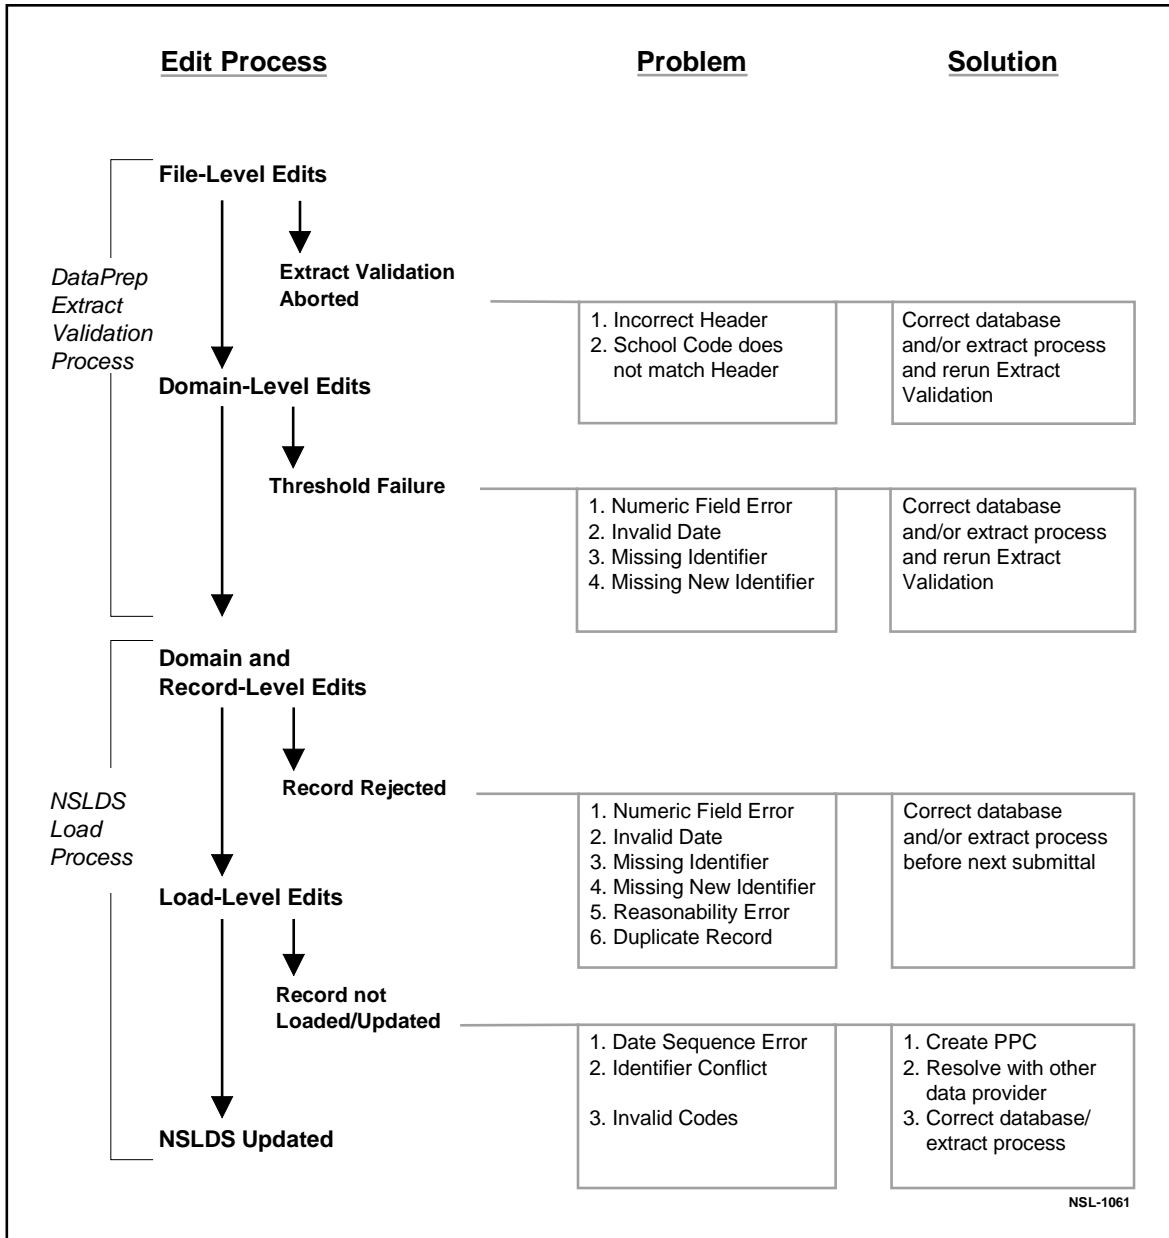 Edit Process
Problem
Solution
File-Level Edits
DataPrep
Extract
Validation
Process
Extract Validation
Aborted
1. Incorrect Header
2. School Code does
not match Header
Correct database
and/or extract process
and rerun Extract
Validation
Domain-Level Edits
Threshold Failure
1. Numeric Field Error
2. Invalid Date
3. Missing Identifier
4. Missing New Identifier
Correct database
and/or extract process
and rerun Extract
Validation
Domain and
Record-Level Edits
NSLDS
Load
Process
Record Rejected
1. Numeric Field Error
2. Invalid Date
3. Missing Identifier
4. Missing New Identifier
5. Reasonability Error
6. Duplicate Record
Correct database
and/or extract process
before next submittal
Load-Level Edits
Record not
Loaded/Updated
1. Date Sequence Error
2. Identifier Conflict
3. Invalid Codes
1. Create PPC
2. Resolve with other
data provider
3. Correct database/
extract process
NSLDS Updated
NSL-1061